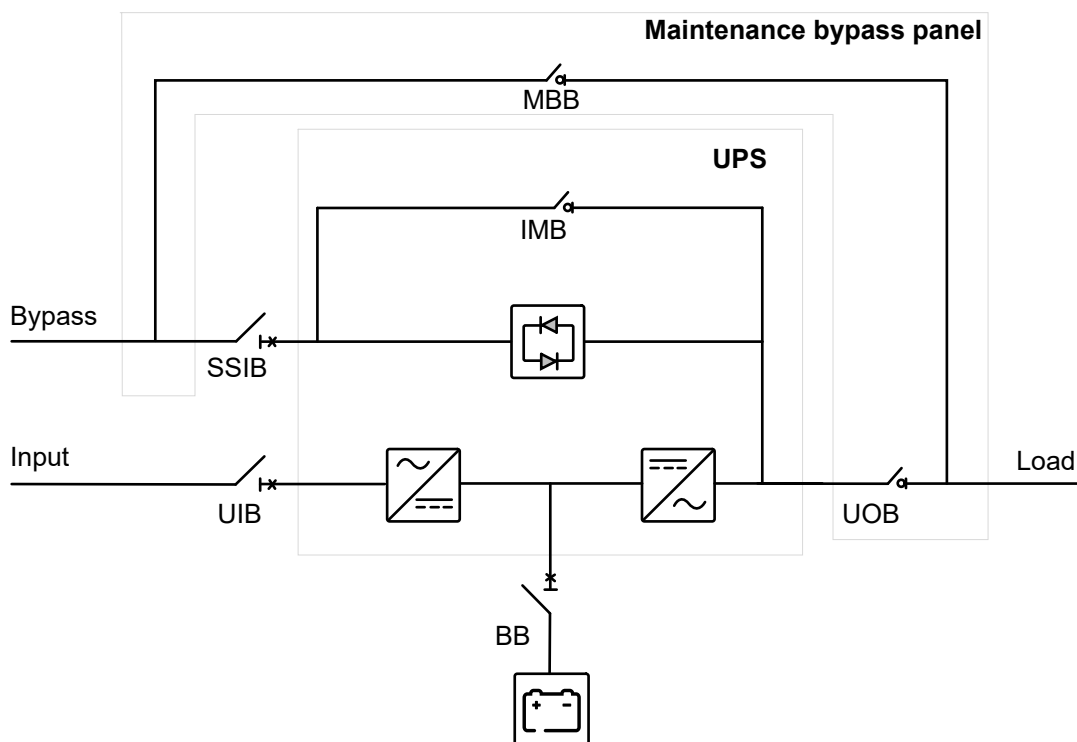 Maintenance bypass panel
MBB
UPS
IMB
Bypass
SSIB
Input
Load
UIB
UOB
BB